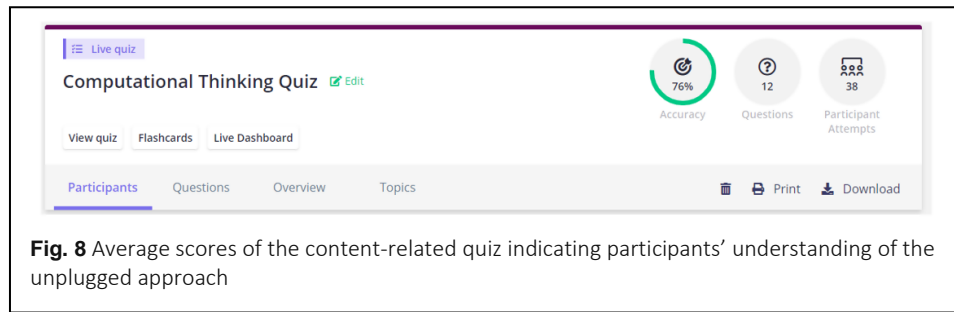 Live quiz
Computational Thinking Quiz Edit
76%
12
38
Accuracy
Questions
Participant
Attempts
View quiz Flashcards Live Dashboard
Participants Questions Overview Topics Print Download
Fig. 8 Average scores of the content-related quiz indicating participants’ understanding of the
unplugged approach